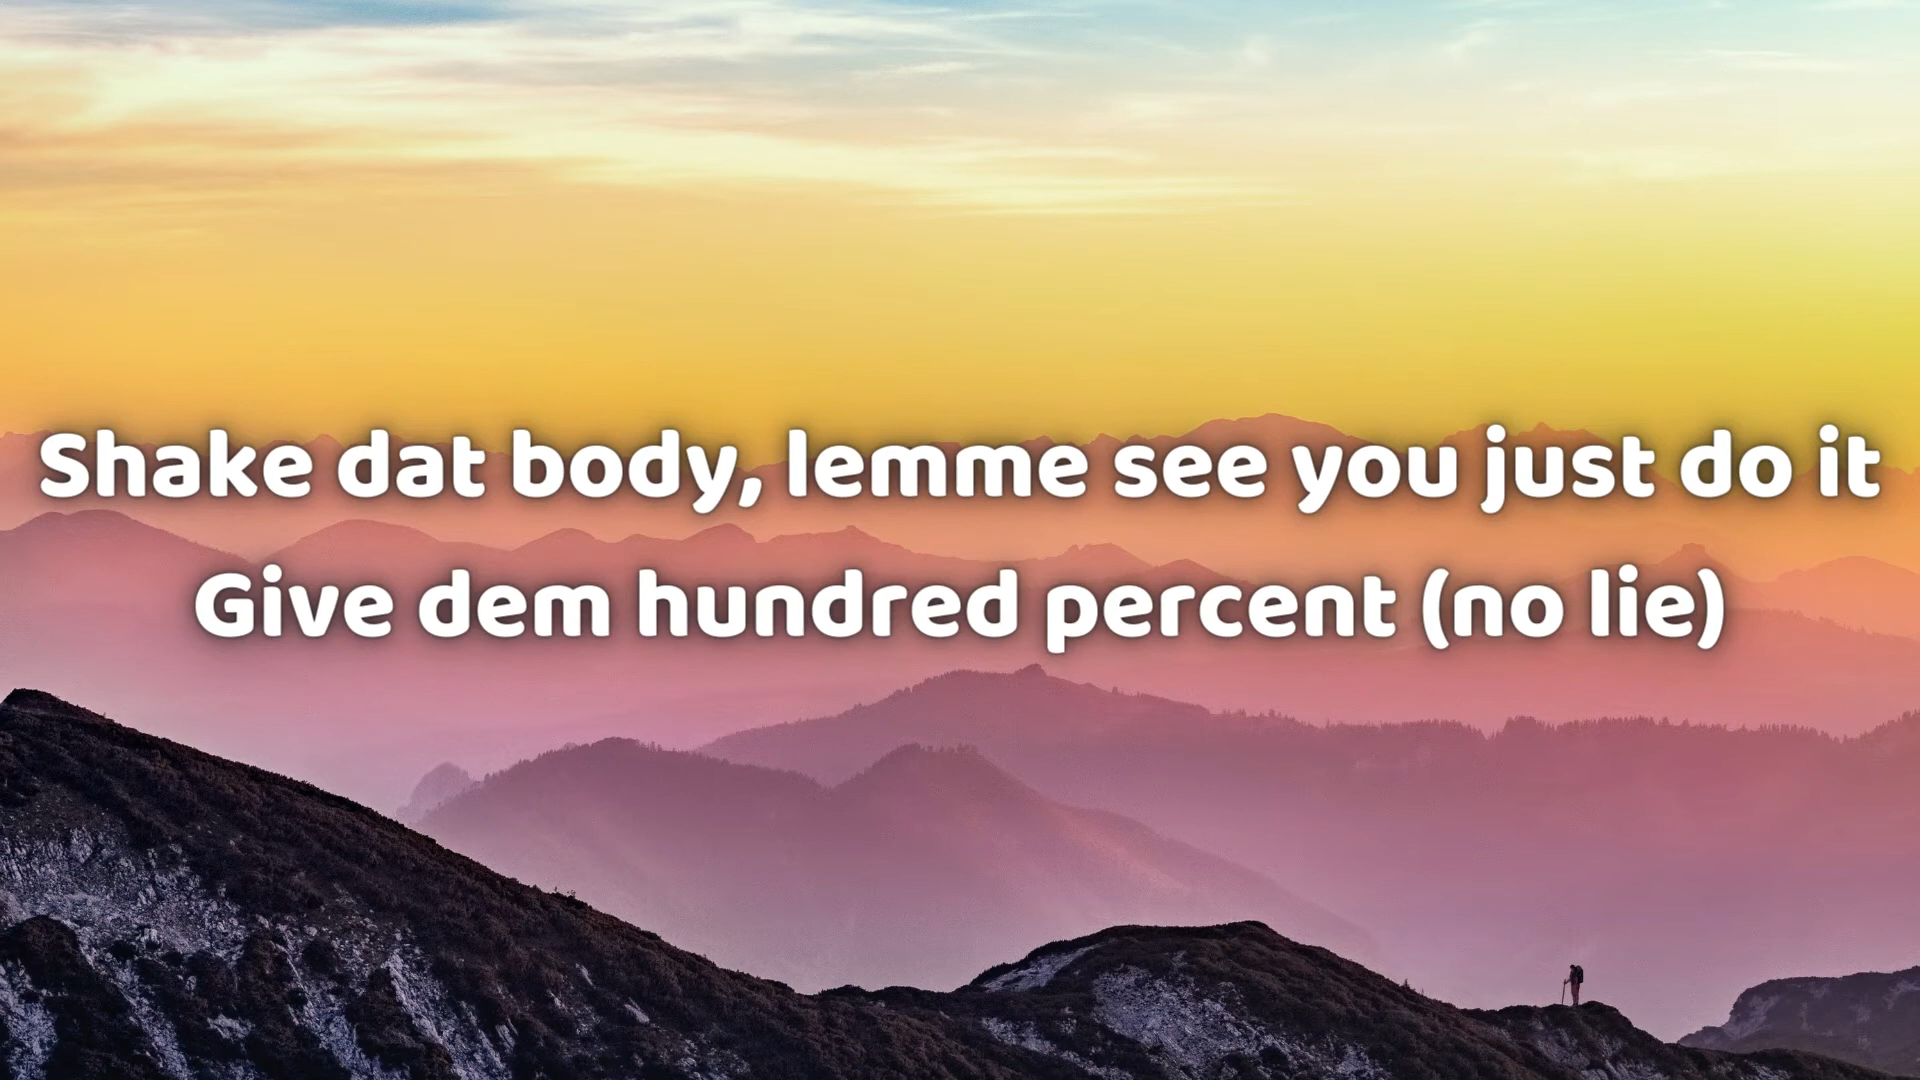 Shake dat body, lemme see you just do it
Give dem hundred percent (no lie)